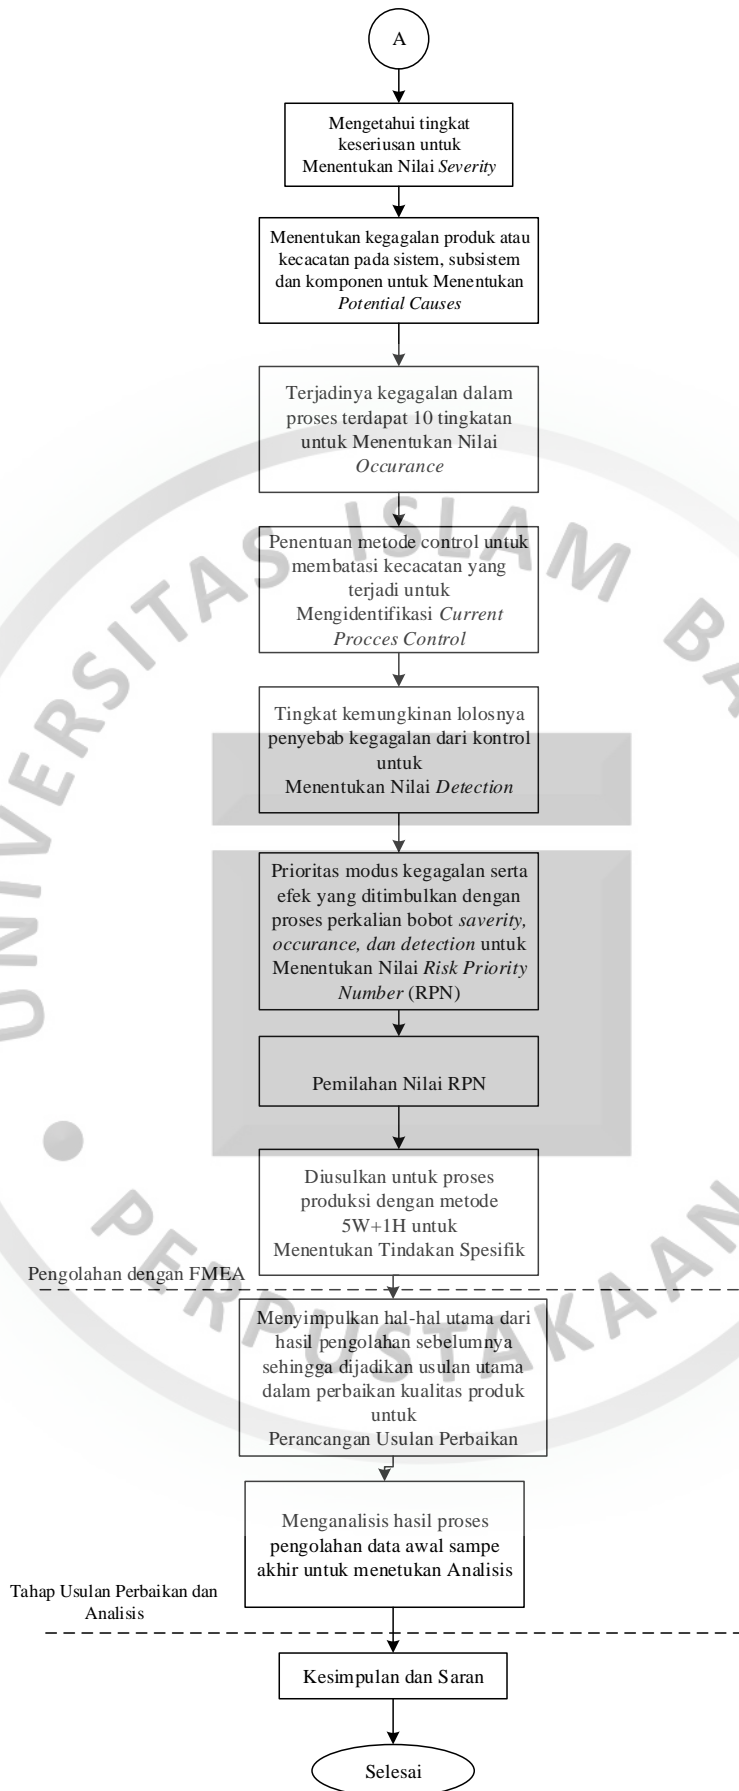 A
Mengetahui tingkat
keseriusan untuk
Menentukan Nilai Severity
Menentukan kegagalan produk atau
kecacatan pada sistem, subsistem
dan komponen untuk Menentukan
Potential Causes
Terjadinya kegagalan dalam
proses terdapat 10 tingkatan
untuk Menentukan Nilai
Occurance
Penentuan metode control untuk
membatasi kecacatan yang
terjadi untuk
Mengidentifikasi Current
Procces Control
Tingkat kemungkinan lolosnya
penyebab kegagalan dari kontrol
untuk
Menentukan Nilai Detection
Prioritas modus kegagalan serta
efek yang ditimbulkan dengan
proses perkalian bobot saverity,
occurance, dan detection untuk
Menentukan Nilai Risk Priority
Number (RPN)
Pemilahan Nilai RPN
Diusulkan untuk proses
produksi dengan metode
5W+1H untuk
Menentukan Tindakan Spesifik
Pengolahan dengan FMEA
Menyimpulkan hal-hal utama dari
hasil pengolahan sebelumnya
sehingga dijadikan usulan utama
dalam perbaikan kualitas produk
untuk
Perancangan Usulan Perbaikan
Menganalisis hasil proses
pengolahan data awal sampe
akhir untuk menetukan Analisis
Tahap Usulan Perbaikan dan
Analisis
Kesimpulan dan Saran
Selesai
UNIVERSITAS ISLAM BA
PERPUSTAKAAN